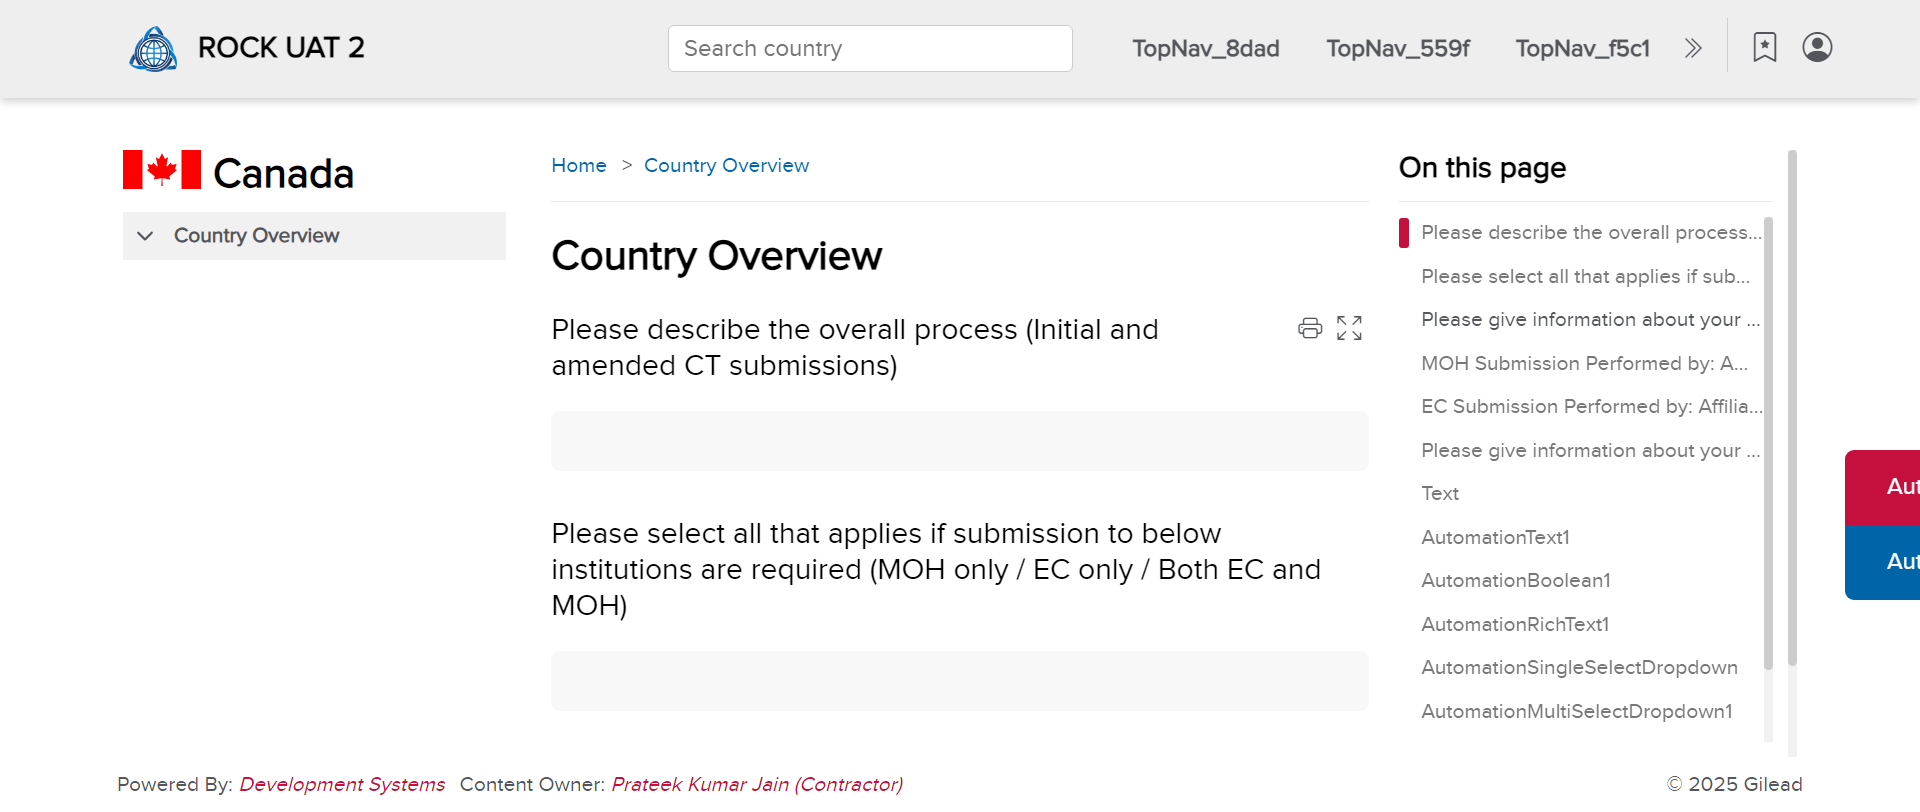 ROCK UAT 2
Search country
TopNav_8dad
TopNav_559f
TopNav_f5c1
Canada
Country Overview
Home > Country Overview
Country Overview
Please describe the overall process (Initial and
amended CT submissions)
Please select all that applies if submission to below
institutions are required (MOH only / EC only / Both EC and
MOH)
On this page
Please describe the overall process...
Please select all that applies if sub...
Please give information about your ...
MOH Submission Performed by: A...
EC Submission Performed by: Affilia...
Please give information about your ...
Text
AutomationText1
AutomationBoolean1
AutomationRichText1
AutomationSingleSelectDropdown
AutomationMultiSelectDropdown1
Aut
Aut
Powered By: Development Systems Content Owner: Prateek Kumar Jain (Contractor)
© 2025 Gilead